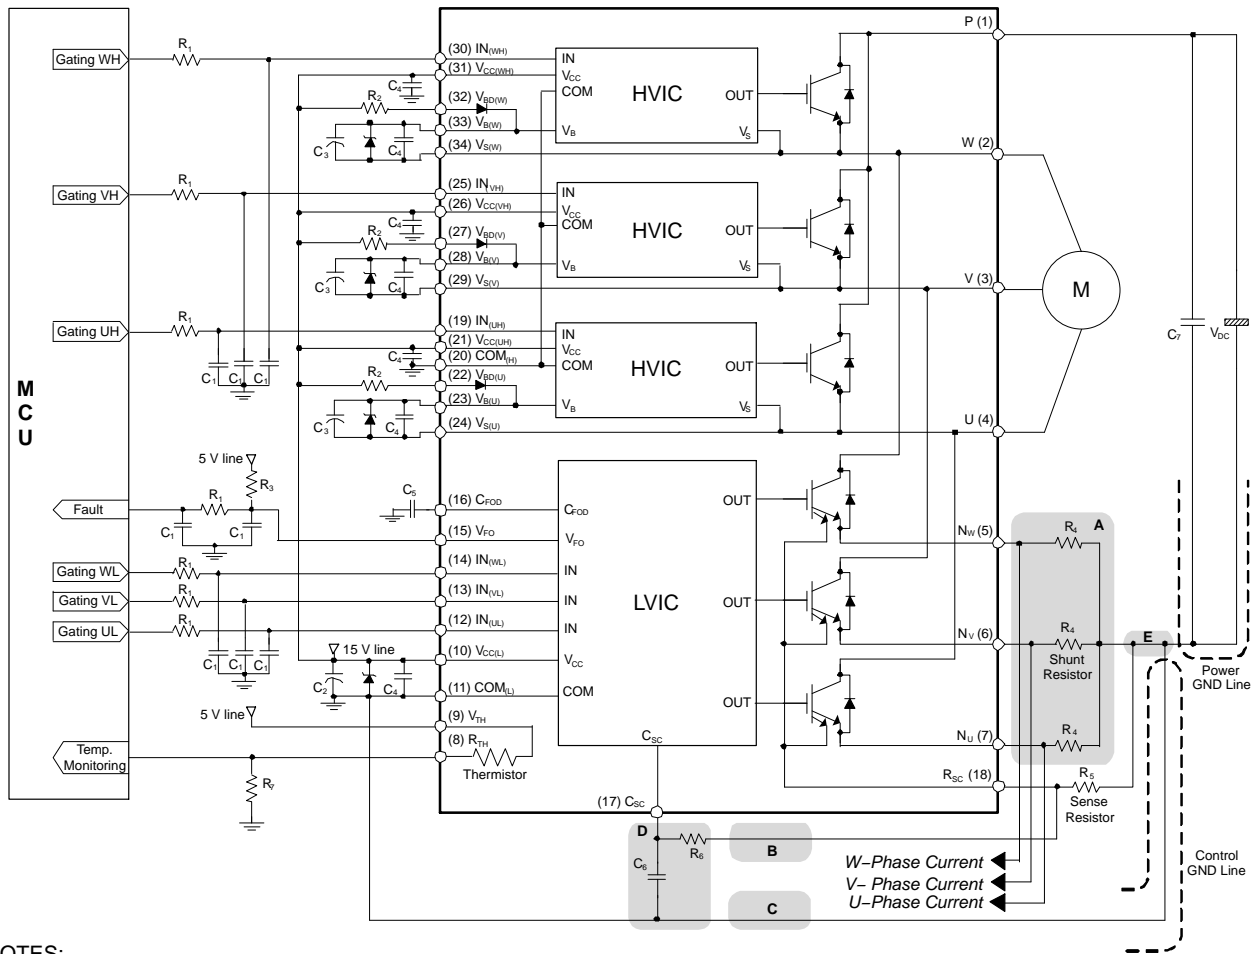 P (1)
Gating WH
R1
(30) IN(WH)
(31) VCC(WH)
C4
R2
(32) VBD(W)
(33) VB(W)
C3
C4
(34) VS(W)
IN
VCC
COM
HVIC
OUT
VB
VS
W (2)
Gating VH
R1
(25) IN(VH)
(26) VCC(VH)
C4
R2
(27) VBD(V)
(28) VB(V)
C3
C4
(29) VS(V)
IN
VCC
COM
HVIC
OUT
VB
VS
V (3)
M
C7
VDC
Gating UH
R1
(19) IN(UH)
(21) VCC(UH)
(20) COM(H)
C4
C1
C1
C1
R2
(22) VBD(U)
(23) VB(U)
C3
C4
(24) VS(U)
IN
VCC
COM
HVIC
OUT
VB
VS
U (4)
M
C
U
5 V line
R3
Fault
R1
C1
C1
C5
(16) CFOD
(15) VFO
CFOD
VFO
OUT
NW (5)
R4
A
Gating WL
R1
(14) IN(WL)
IN
Gating VL
R1
(13) IN(VL)
IN
LVIC
OUT
Gating UL
R1
(12) IN(UL)
IN
NV (6)
R4
Shunt
Resistor
E
C1
C1
C1
15 V line
(10) VCC(L)
VCC
C2
C4
(11) COM(L)
COM
OUT
Power
GND Line
5 V line
(9) VTH
(8) RTH
Thermistor
Temp.
Monitoring
R7
CSC
NU (7)
R4
RSC (18)
R5
Sense
Resistor
(17) CSC
D
R6
B
C6
C
W–Phase Current
V– Phase Current
U–Phase Current
Control
GND Line